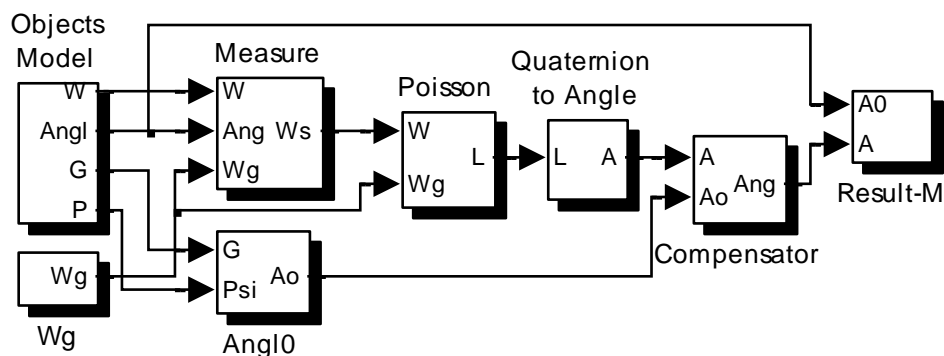 Objects
Model
W
Angl
G
P
Wg
Wg
Measure
W
Ang
Wg
Ws
G
Psi
Ao
Angl0
Poisson
W
Wg
L
Quaternion
to Angle
L
A
A
Ao
Ang
Compensator
A0
A
Result-M